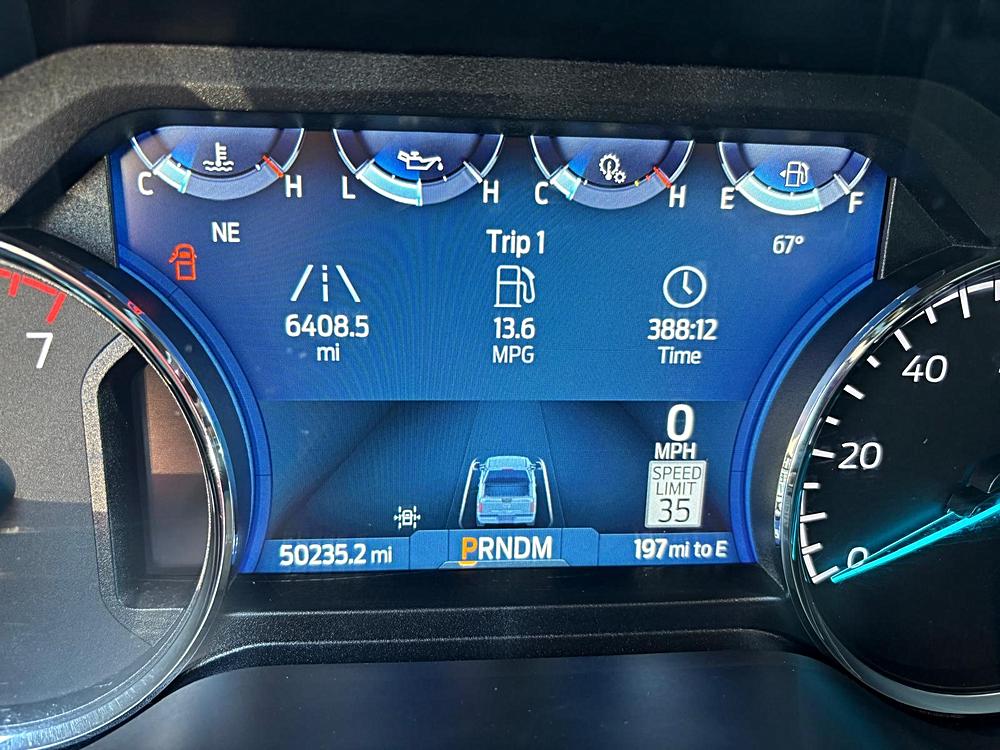 C H L H C H E F
NE
Trip 1
67°
6408.5
mi
13.6
MPG
388:12
Time
7
40
20
0
0
MPH
SPEED
LIMIT
35
50235.2 mi
PRNDM
197 mi to E